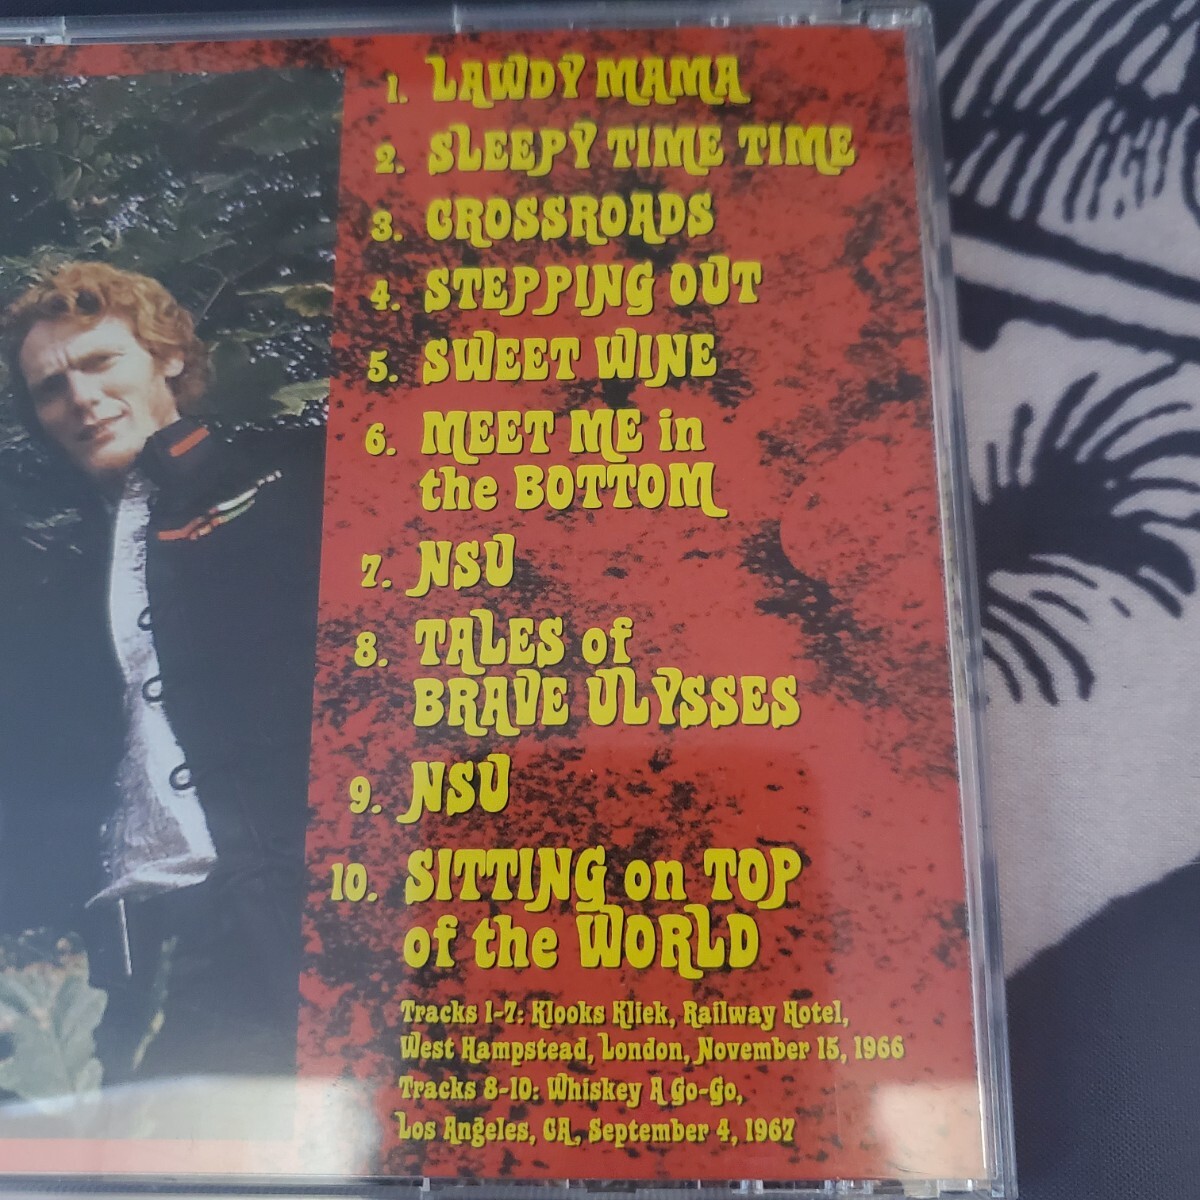 1. LAWDY MAMA
2. SLEEPY TIME TIME
3. CROSSROADS
4. STEPPING OUT
5. SWEET WINE
6. MEET ME in
the BOTTOM
7. NSU
8. TALES of
BRAVE ULYSSES
9. NSU
10. SITTING on TOP
of the WORLD
Tracks 1-7: Klooks Kliek, Railway Hotel,
West Hampstead, London, November 15, 1966
Tracks 8-10: Whiskey A Go-Go,
Los Angeles, CA, September 4, 1967